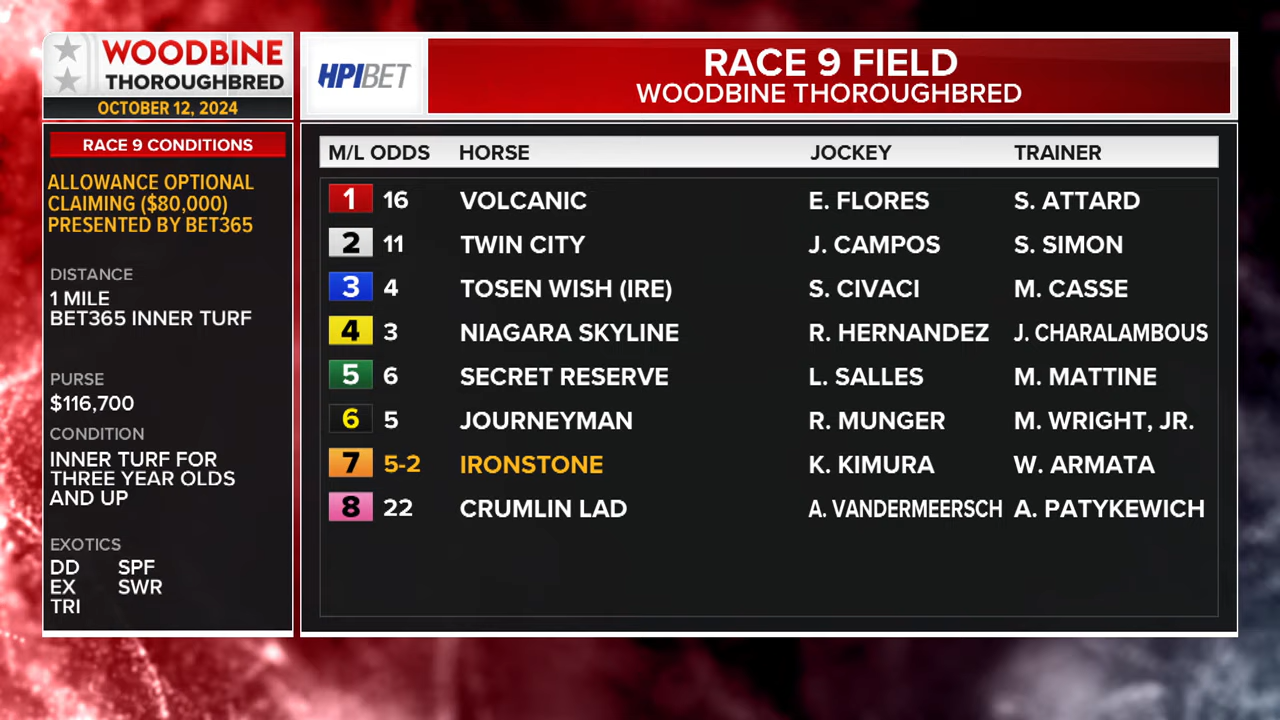 WOODBINE
THOROUGHBRED
OCTOBER 12, 2024
RACE 9 CONDITIONS
ALLOWANCE OPTIONAL
CLAIMING ($80,000)
PRESENTED BY BET365
DISTANCE
1 MILE
BET365 INNER TURF
PURSE
$116,700
CONDITION
INNER TURF FOR
THREE YEAR OLDS
AND UP
EXOTICS
DD SPF
EX SWR
TRI
HPIBET
RACE 9 FIELD
WOODBINE THOROUGHBRED
M/L ODDS HORSE JOCKEY TRAINER
1 16 VOLCANIC E. FLORES S. ATTARD
2 11 TWIN CITY J. CAMPOS S. SIMON
3 4 TOSEN WISH (IRE) S. CIVACI M. CASSE
4 3 NIAGARA SKYLINE R. HERNANDEZ J. CHARALAMBOUS
5 6 SECRET RESERVE L. SALLES M. MATTINE
6 5 JOURNEYMAN R. MUNGER M. WRIGHT, JR.
7 5-2 IRONSTONE K. KIMURA W. ARMATA
8 22 CRUMLIN LAD A. VANDERMEERSCH A. PATYKEWICH